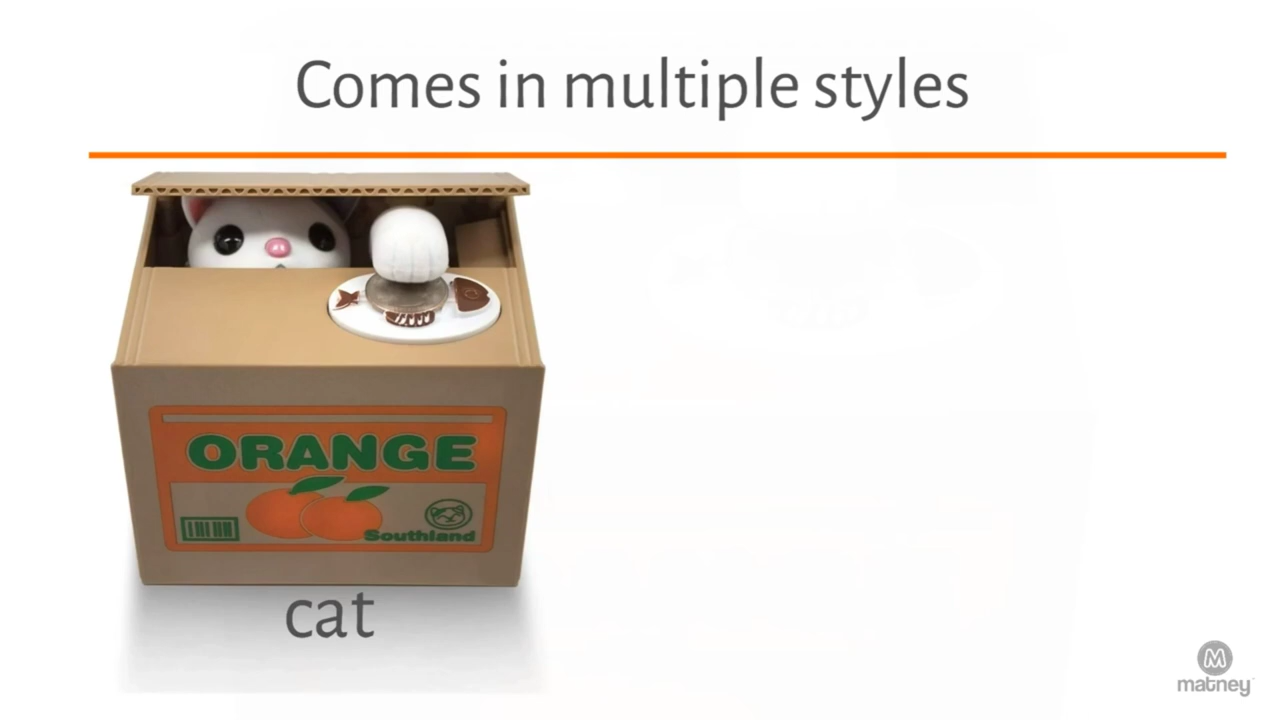 Comes in multiple styles
ORANGE
Southland
cat
M
matney